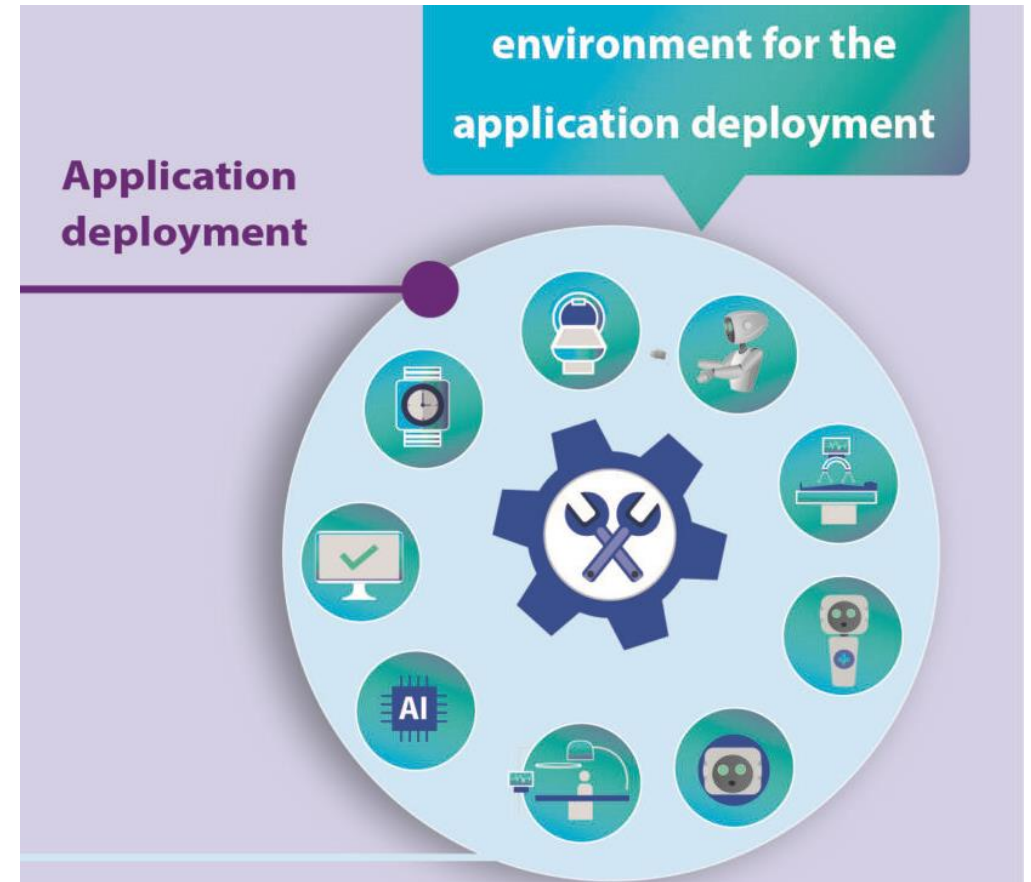 environment for the
application deployment
Application
deployment
AI